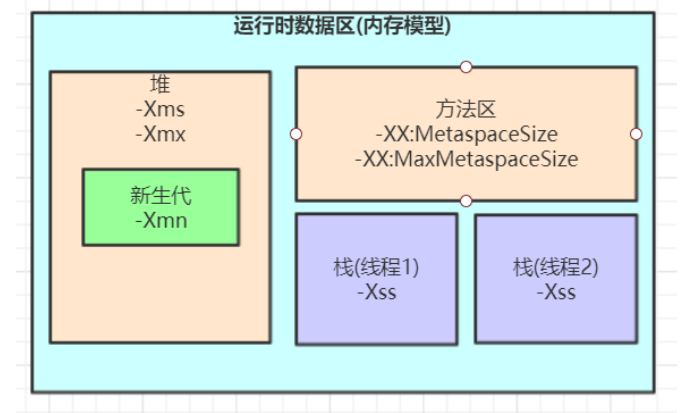 运行时数据区(内存模型)
堆
-Xms
-Xmx
新生代
-Xmn
方法区
-XX:MetaspaceSize
-XX:MaxMetaspaceSize
栈(线程1)
-Xss
栈(线程2)
-Xss